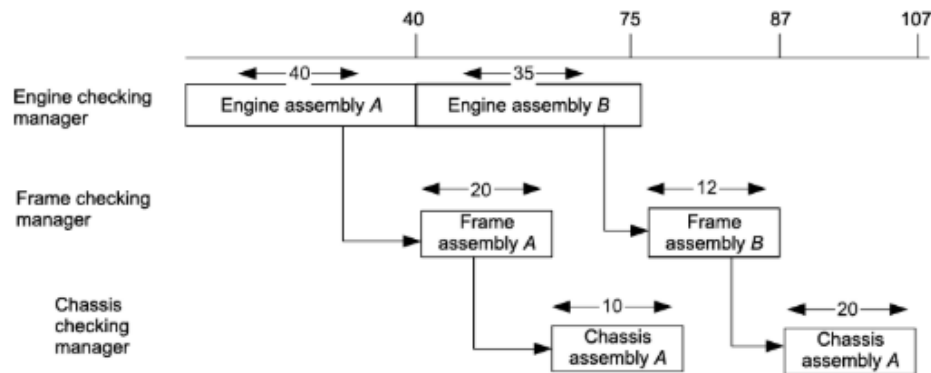 40 75 87 107
40 35
Engine checking
manager
Engine assembly A Engine assembly B
20 12
Frame checking
manager
Frame
assembly A
Frame
assembly B
10 20
Chassis
checking
manager
Chassis
assembly A
Chassis
assembly A